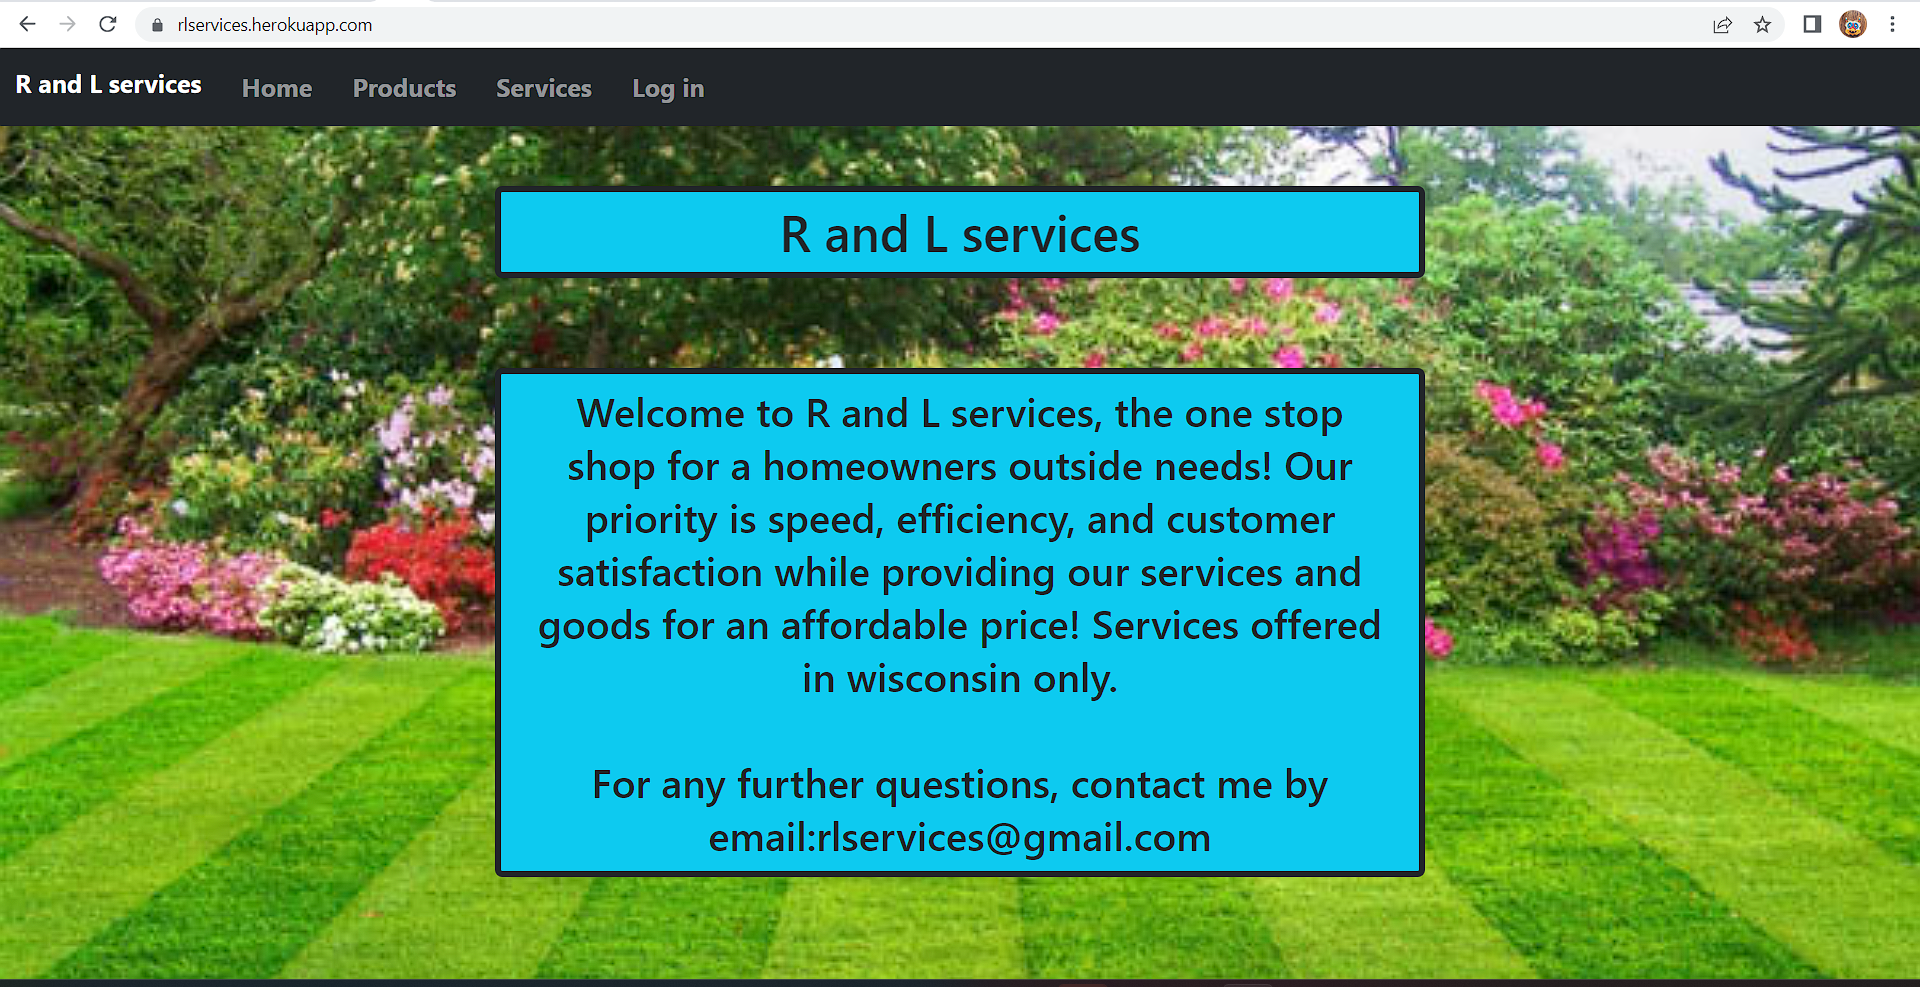 rlservices.herokuapp.com
R and L services Home Products Services Log in
R and L services
Welcome to R and L services, the one stop
shop for a homeowners outside needs! Our
priority is speed, efficiency, and customer
satisfaction while providing our services and
goods for an affordable price! Services offered
in wisconsin only.
For any further questions, contact me by
email:rlservices@gmail.com